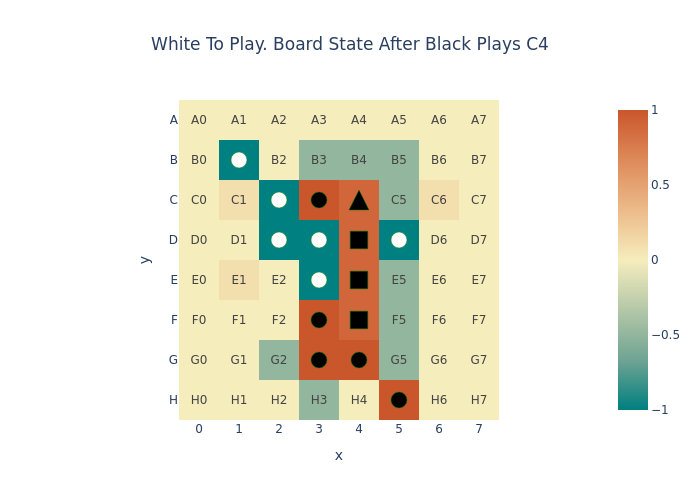 White To Play. Board State After Black Plays C4
A A0 A1 A2 A3 A4 A5 A6 A7
B B0 B2 B3 B4 B5 B6 B7
C C0 C1 C5 C6 C7
D D0 D1 D6 D7
E E0 E1 E2 E5 E6 E7
F F0 F1 F2 F5 F6 F7
G G0 G1 G2 G5 G6 G7
H H0 H1 H2 H3 H4 H6 H7
0 1 2 3 4 5 6 7
x
y
1
0.5
0
−0.5
−1